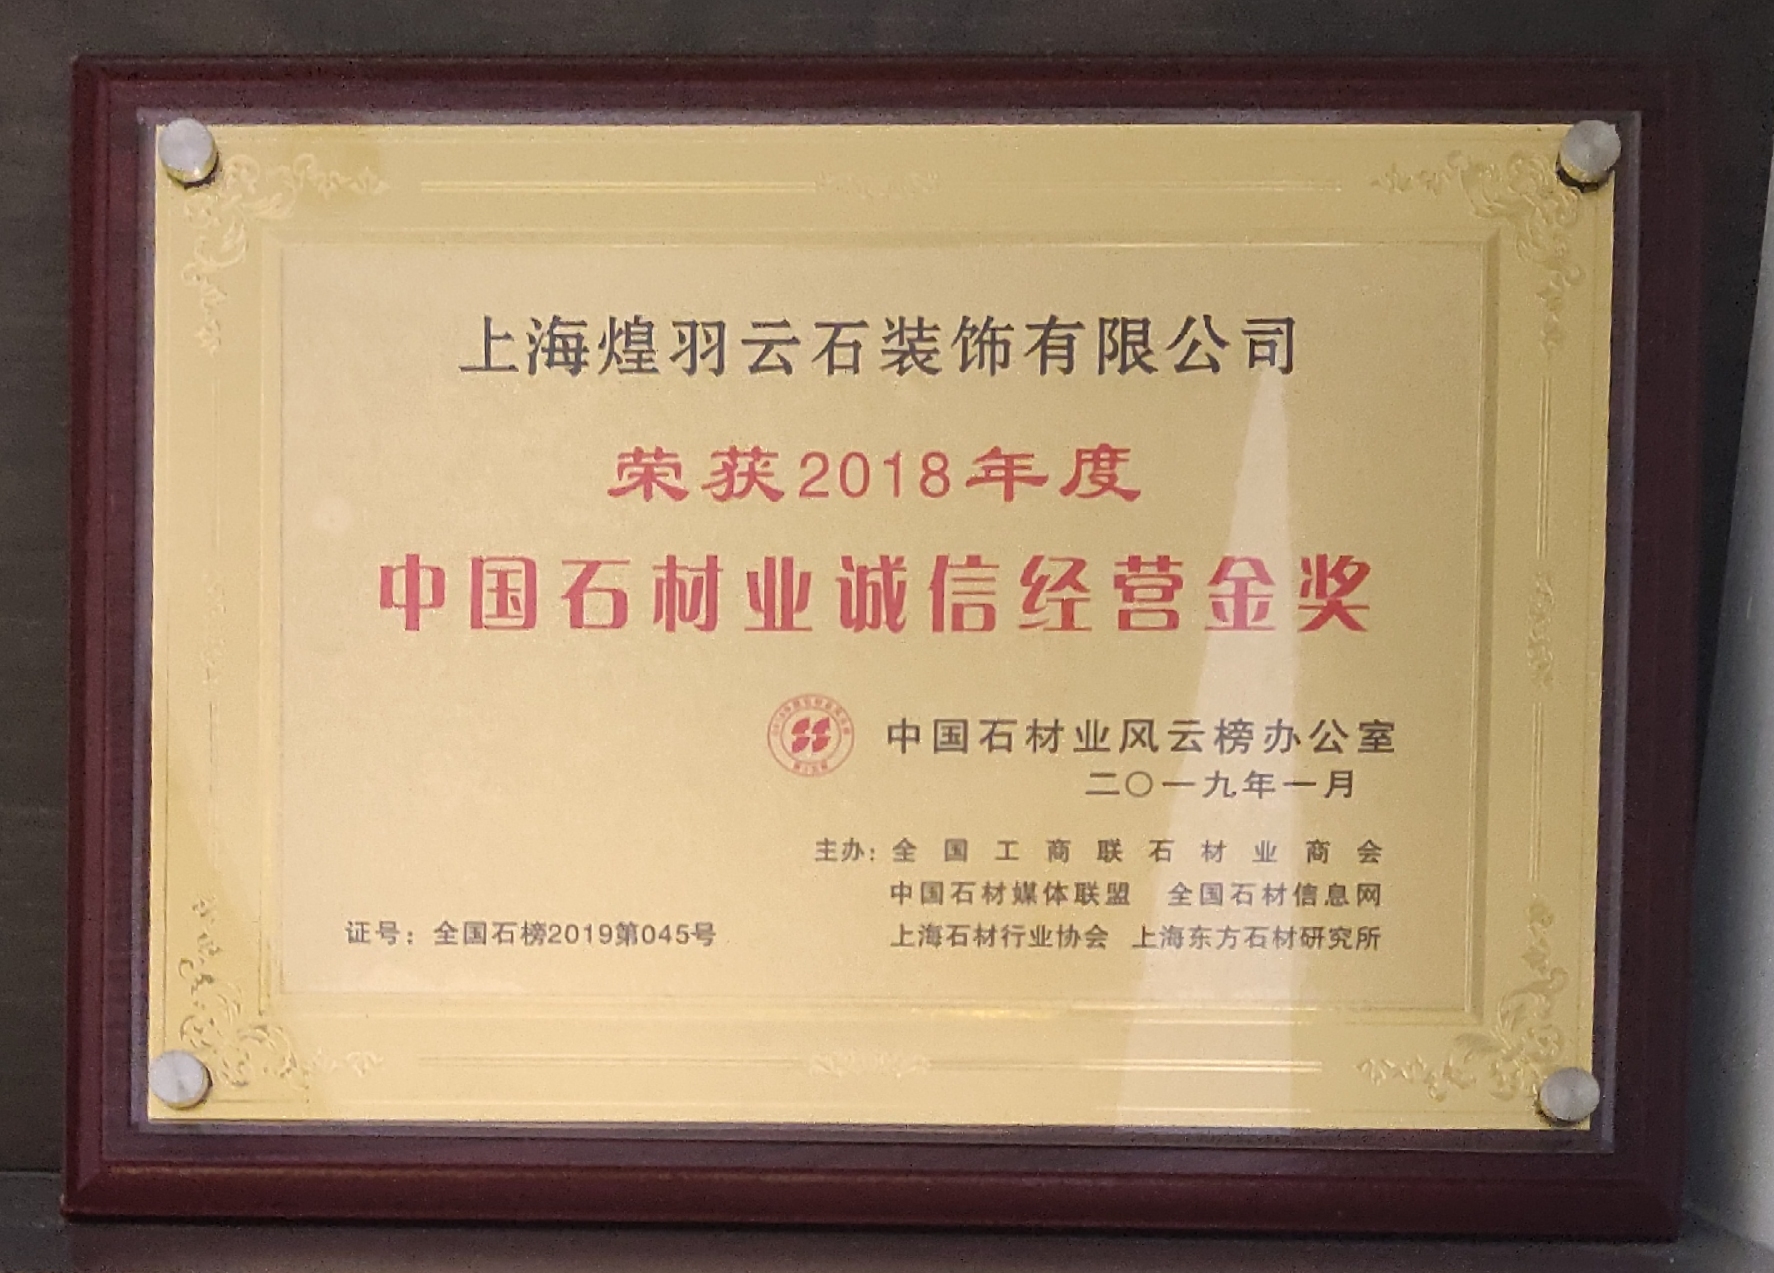 上海煌羽云石装饰有限公司
荣获2018年度
中国石材业诚信经营金奖
中国石材业风云榜办公室
二〇一九年一月
主办：全国工商联石材业商会
中国石材媒体联盟 全国石材信息网
证号：全国石榜2019第045号
上海石材行业协会 上海东方石材研究所